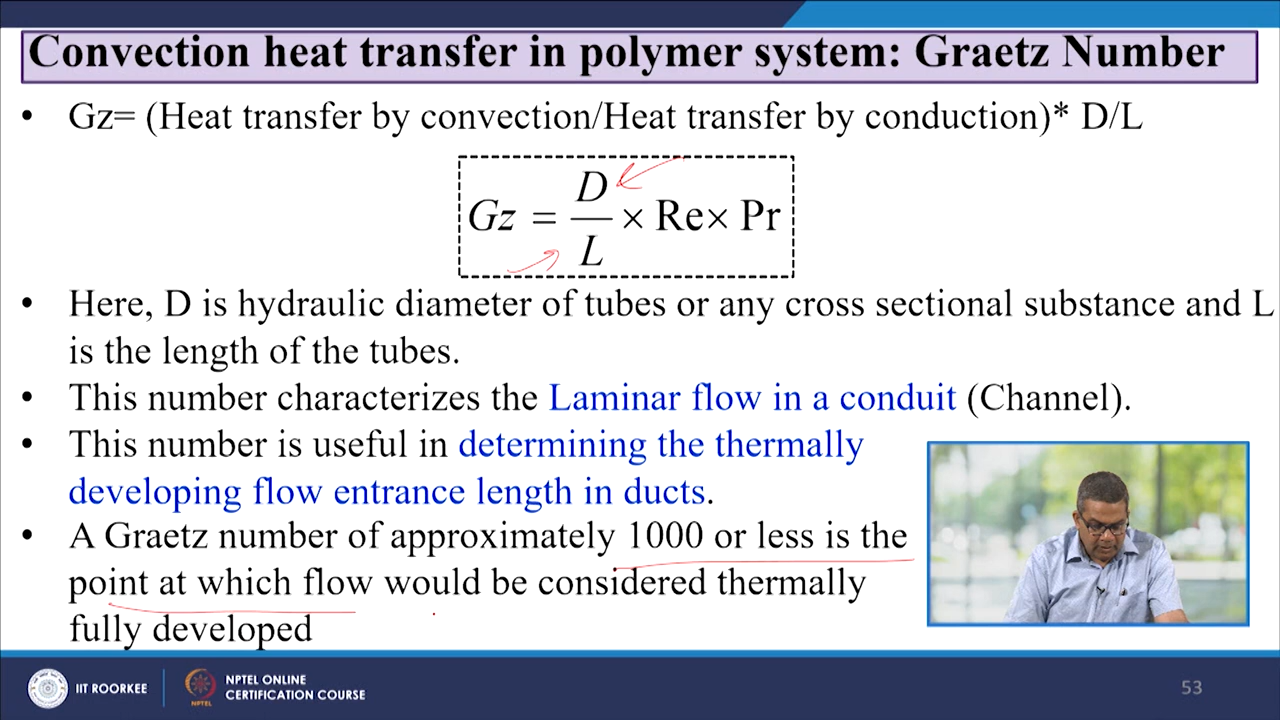 Convection heat transfer in polymer system: Graetz Number
• Gz= (Heat transfer by convection/Heat transfer by conduction)* D/L
Gz = D/L × Re× Pr
• Here, D is hydraulic diameter of tubes or any cross sectional substance and L
is the length of the tubes.
• This number characterizes the Laminar flow in a conduit (Channel).
• This number is useful in determining the thermally
developing flow entrance length in ducts.
• A Graetz number of approximately 1000 or less is the
point at which flow would be considered thermally
fully developed
IIT ROORKEE
NPTEL
NPTEL ONLINE
CERTIFICATION COURSE
53